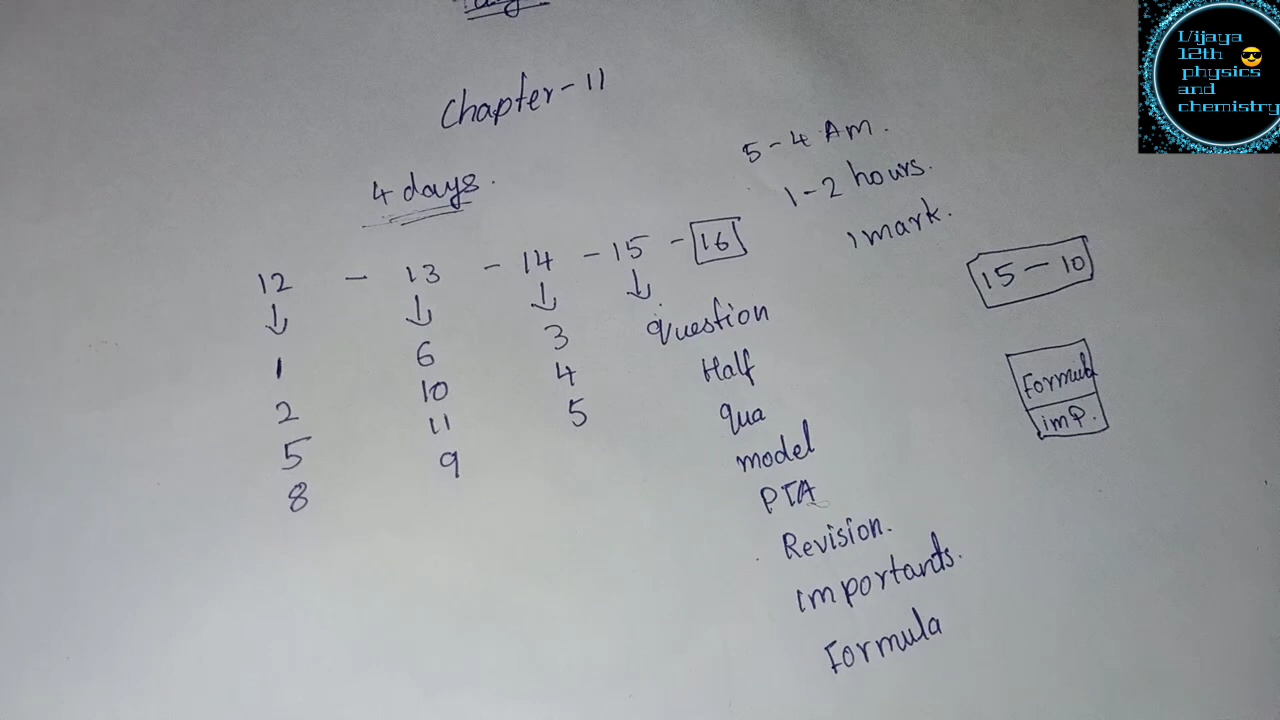 Chapter - 11
4 days.
5 - 4 Am.
1 - 2 hours.
1 mark.
12 - 13 - 14 - 15 - 16
15 - 10
1 6 3 Question
2 10 4 Half
5 11 5 Qua
8 9 model
PTA
Revision.
importants.
Formula
Formul
imp.
Vijaya
12th
physics
and
chemistry